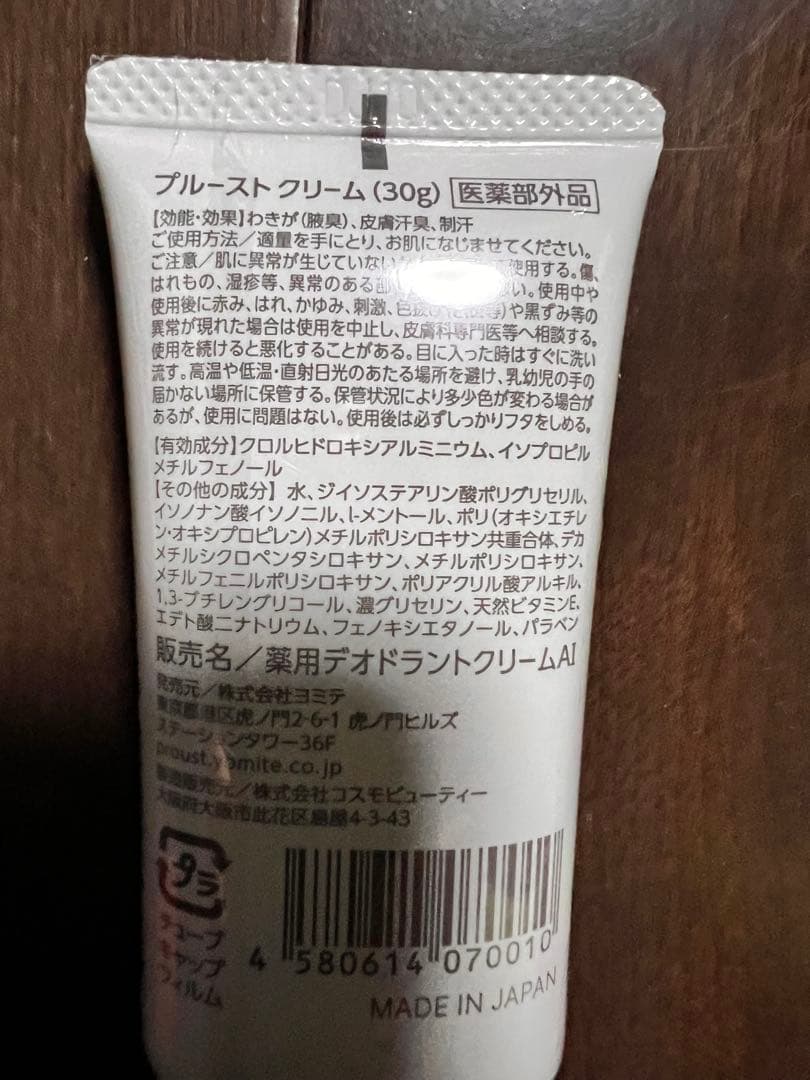 プルースト クリーム(30g) 医薬部外品
【効能・効果】わきが(腋臭)、皮膚汗臭、制汗
ご使用方法／適量を手にとり、お肌になじませてください。
ご注意／肌に異常が生じていない 使用する。傷、
はれもの、湿疹等、異常のある部 い。使用中や
使用後に赤み、はれ、かゆみ、刺激、色抜け 等)や黒ずみ等の
異常が現れた場合は使用を中止し、皮膚科専門医等へ相談する。
使用を続けると悪化することがある。目に入った時はすぐに洗い
流す。高温や低温・直射日光のあたる場所を避け、乳幼児の手の
届かない場所に保管する。保管状況により多少色が変わる場合が
あるが、使用に問題はない。使用後は必ずしっかりフタをしめる。
【有効成分】クロルヒドロキシアルミニウム、イソプロピル
メチルフェノール
【その他の成分】水、ジイソステアリン酸ポリグリセリル、
イソノナン酸イソノニル、l-メントール、ポリ(オキシエチレ
ン・オキシプロピレン)メチルポリシロキサン共重合体、デカ
メチルシクロペンタシロキサン、メチルポリシロキサン、
メチルフェニルポリシロキサン、ポリアクリル酸アルキル、
1,3-ブチレングリコール、濃グリセリン、天然ビタミンE、
エデト酸二ナトリウム、フェノキシエタノール、パラベン
販売名／薬用デオドラントクリームAI
発売元／株式会社ヨミテ
東京都港区虎ノ門2-6-1 虎ノ門ヒルズ
ステーションタワー36F
proust.yomite.co.jp
製造販売元／株式会社コスモビューティー
大阪府大阪市此花区島屋4-3-43
プラ
チューブ
キャップ
フィルム
4 580614 070010
MADE IN JAPAN